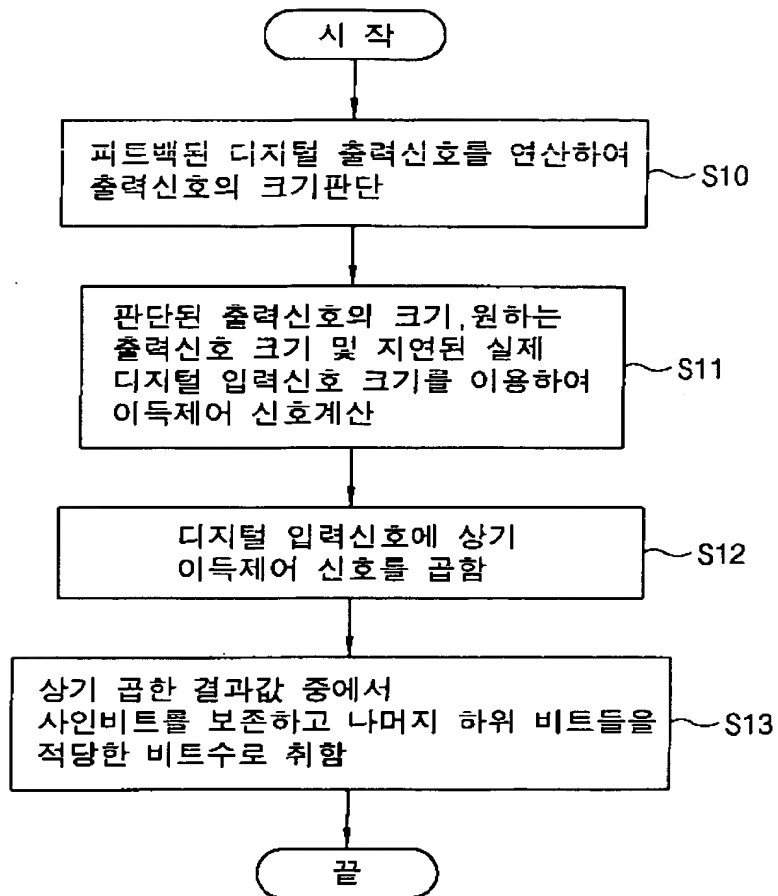 시 작
피트백된 디지털 출력신호를 연산하여
출력신호의 크기판단
S10
판단된 출력신호의 크기,원하는
출력신호 크기 및 지연된 실제
디지털 입력신호 크기를 이용하여
이득제어 신호계산
S11
디지털 입력신호에 상기
이득제어 신호를 곱함
S12
상기 곱한 결과값 중에서
사인비트를 보존하고 나머지 하위 비트들을
적당한 비트수로 취함
S13
끝